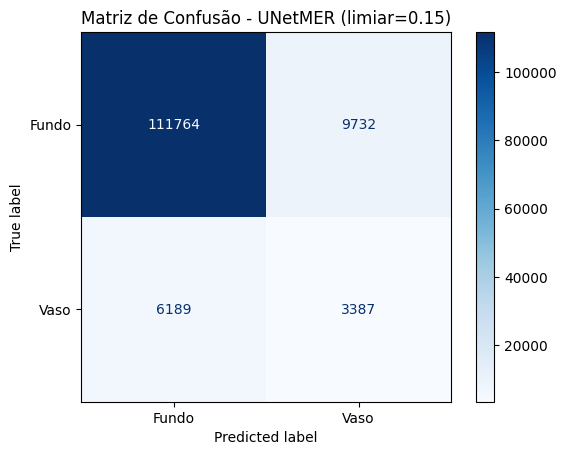 Matriz de Confusão - UNetMER (limiar=0.15)
Fundo
111764
9732
Vaso
6189
3387
Fundo
Vaso
Predicted label
True label
100000
80000
60000
40000
20000